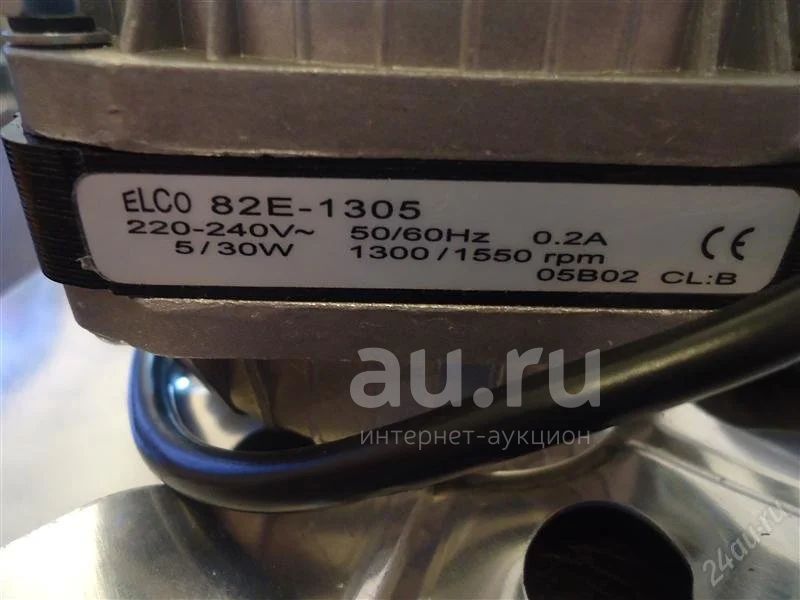 ELCO 82E-1305
220-240V~ 50/60Hz 0.2A
5/30W 1300/1550 rpm
05B02 CL:B
CE
au.ru
интернет-аукцион
24au.ru